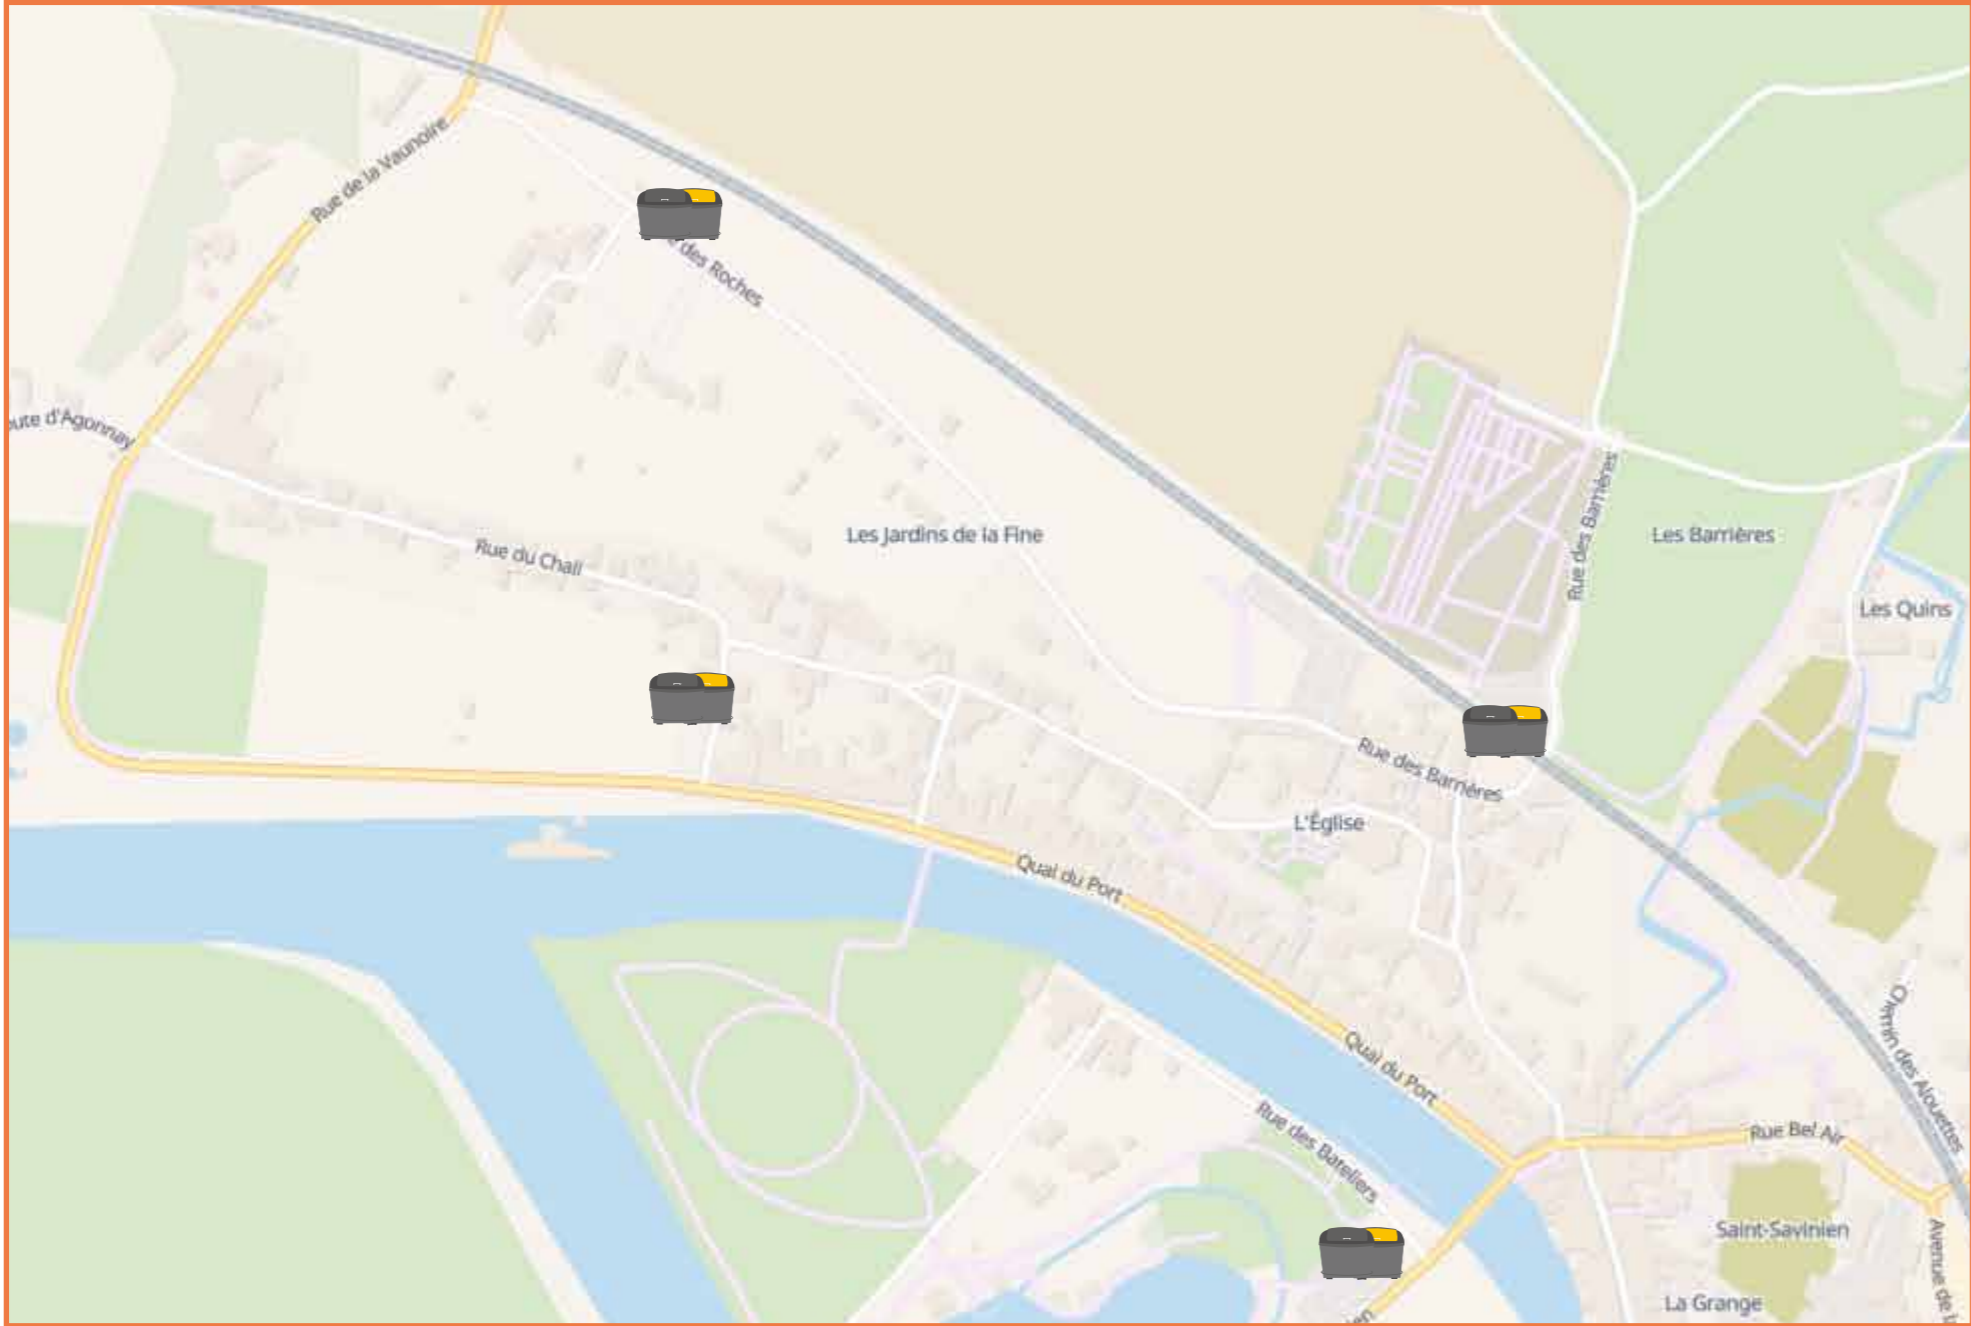 Rue de la Vaunoire
des Roches
d'Agonnay
Rue des Barrières
Les Jardins de la Fine
Les Barrières
Rue du Chail
Les Quins
Rue des Barrières
L'Église
Quai du Port
Quai du Port
Chemin des Alouettes
Rue des Bateliers
Rue Bel Air
Saint-Savinien
Avenue de
La Grange